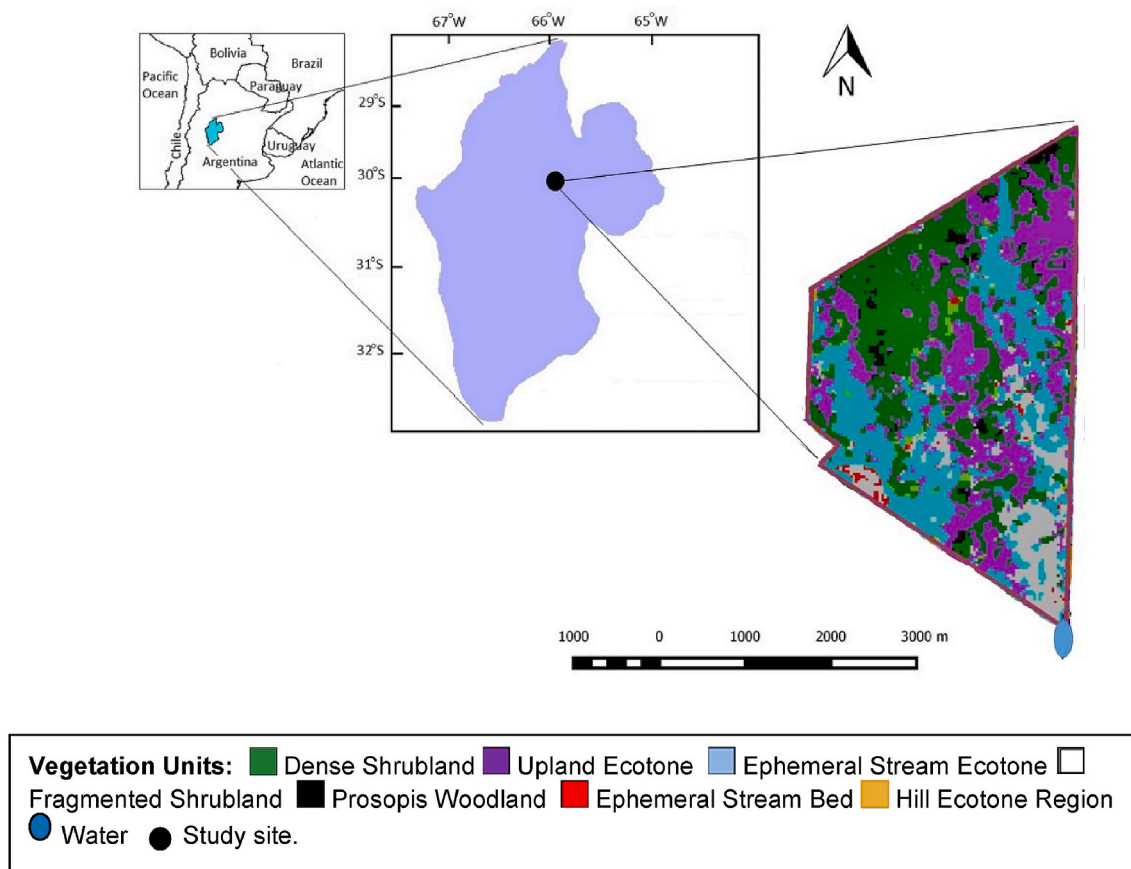 67°W 66°W 65°W
Bolivia
Brazil
Pacific
Ocean
Paraguay
Chile
Uruguay
Argentina
Atlantic
Ocean
29°S
30°S
31°S
32°S
N
1000 0 1000 2000 3000 m
Vegetation Units: Dense Shrubland Upland Ecotone Ephemeral Stream Ecotone
Fragmented Shrubland Prosopis Woodland Ephemeral Stream Bed Hill Ecotone Region
Water Study site.